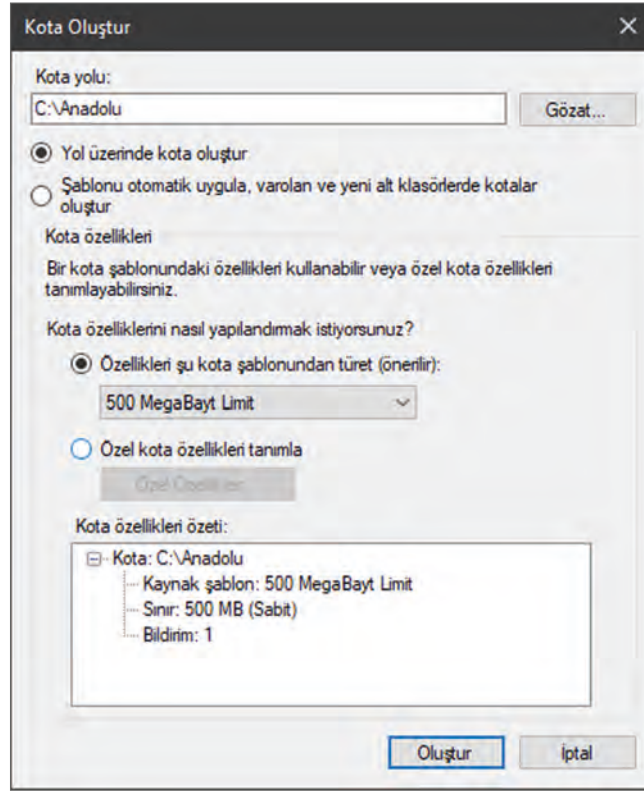 Kota Oluştur
Kota yolu:
C:\Anadolu
Gözat...
Yol üzerinde kota oluştur
Şablonu otomatik uygula, varolan ve yeni alt klasörlerde kotalar
oluştur
Kota özellikleri
Bir kota şablonundaki özellikleri kullanabilir veya özel kota özellikleri
tanımlayabilirsiniz.
Kota özelliklerini nasıl yapılandırmak istiyorsunuz?
Özellikleri şu kota şablonundan türet (önerilir):
500 MegaBayt Limit
Özel kota özellikleri tanımla
Kota özellikleri özeti:
Kota: C:\Anadolu
Kaynak şablon: 500 MegaBayt Limit
Sınır: 500 MB (Sabit)
Bildirim: 1
Oluştur
İptal